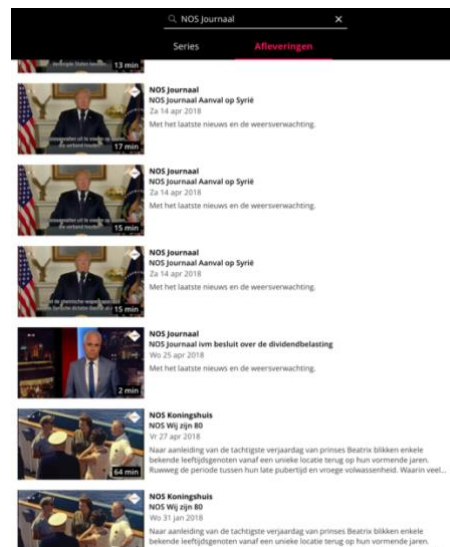 NOS Journaal
Series Afleveringen
13 min
NOS Journaal
NOS Journaal Aanval op Syrië
Za 14 apr 2018
Met het laatste nieuws en de weersverwachting.
17 min
NOS Journaal
NOS Journaal Aanval op Syrië
Za 14 apr 2018
Met het laatste nieuws en de weersverwachting.
15 min
NOS Journaal
NOS Journaal Aanval op Syrië
Za 14 apr 2018
Met het laatste nieuws en de weersverwachting.
15 min
NOS Journaal
NOS Journaal ivm besluit over de dividendbelasting
Wo 25 apr 2018
Met het laatste nieuws en de weersverwachting.
2 min
NOS Koningshuis
NOS Wij zijn 80
Vr 27 apr 2018
Naar aanleiding van de tachtigste verjaardag van prinses Beatrix blikken enkele
bekende leeftijdsgenoten vanaf een unieke locatie terug op hun vormende jaren.
Ruwweg de periode tussen hun late pubertijd en vroege volwassenheid. Waarin veel...
64 min
NOS Koningshuis
NOS Wij zijn 80
Wo 31 jan 2018
Naar aanleiding van de tachtigste verjaardag van prinses Beatrix blikken enkele
bekende leeftijdsgenoten vanaf een unieke locatie terug op hun vormende jaren.